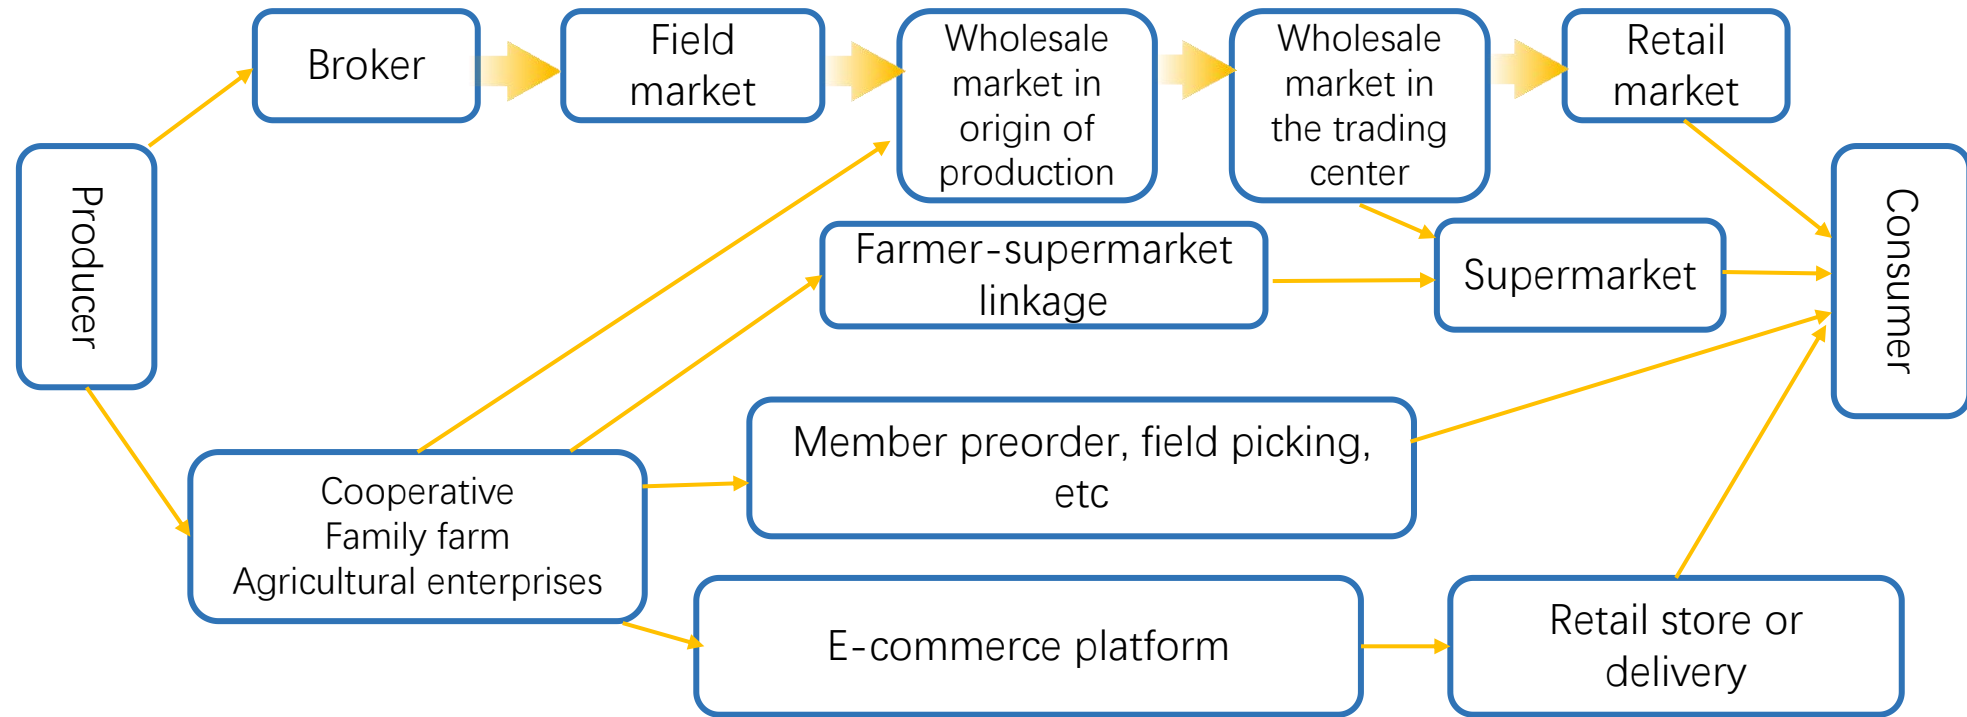 Producer
Broker
Field
market
Wholesale
market in
origin of
production
Wholesale
market in
the trading
center
Retail
market
Farmer-supermarket
linkage
Supermarket
Consumer
Cooperative
Family farm
Agricultural enterprises
Member preorder, field picking,
etc
E-commerce platform
Retail store or
delivery